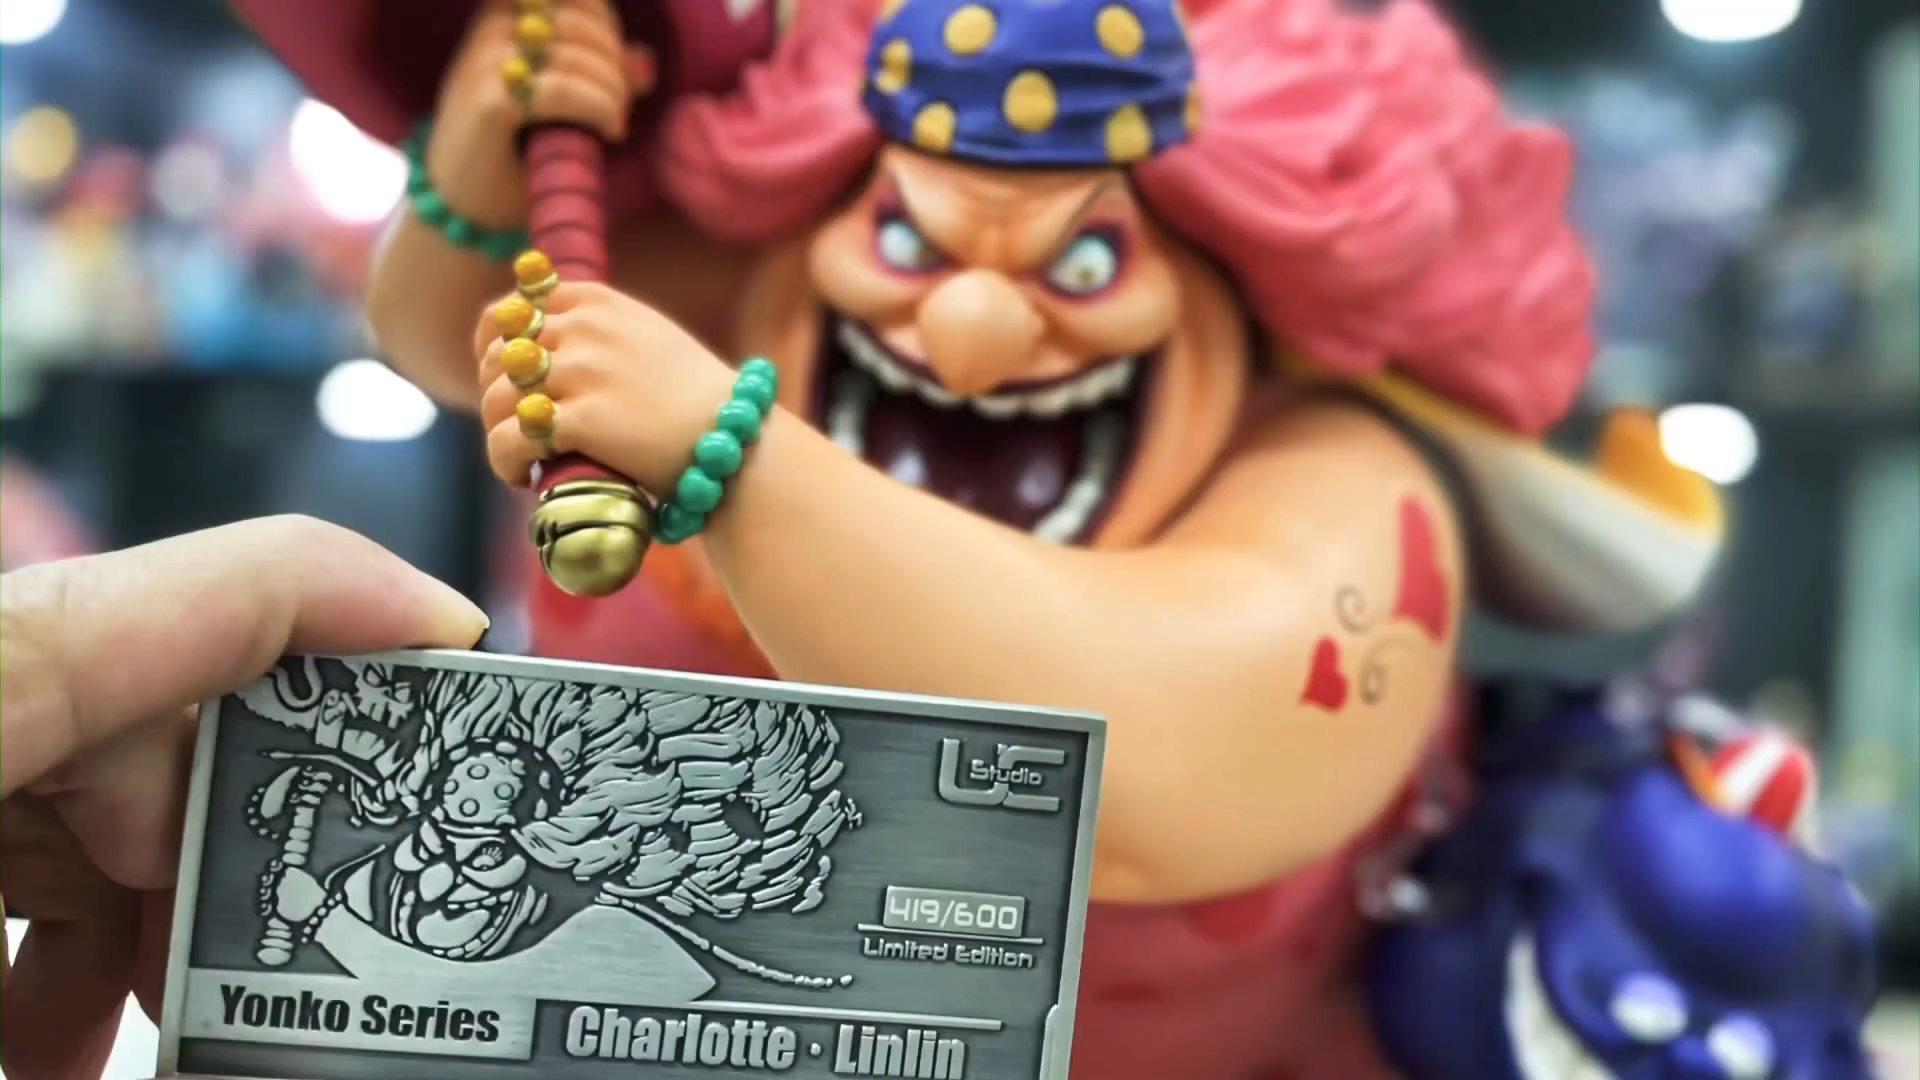 UC
Studio
419/600
Limited Edition
Yonko Series
Charlotte · Linlin